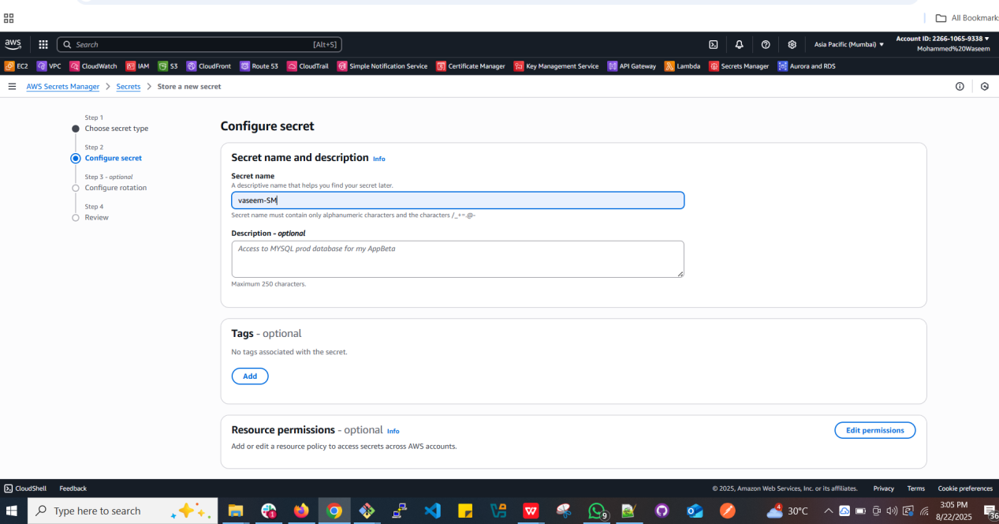 All Bookmark
aws
Search [Alt+S]
Asia Pacific (Mumbai) ▼
Account ID: 2266-1065-9338 ▼
Mohammed%20Waseem
EC2 VPC CloudWatch IAM S3 CloudFront Route 53 CloudTrail Simple Notification Service Certificate Manager Key Management Service API Gateway Lambda Secrets Manager Aurora and RDS
AWS Secrets Manager > Secrets > Store a new secret
Step 1
Choose secret type
Step 2
Configure secret
Step 3 - optional
Configure rotation
Step 4
Review
Configure secret
Secret name and description Info
Secret name
A descriptive name that helps you find your secret later.
vaseem-SM
Secret name must contain only alphanumeric characters and the characters /_+=.@-
Description - optional
Access to MYSQL prod database for my AppBeta
Maximum 250 characters.
Tags - optional
No tags associated with the secret.
Add
Resource permissions - optional Info
Edit permissions
Add or edit a resource policy to access secrets across AWS accounts.
CloudShell Feedback
© 2025, Amazon Web Services, Inc. or its affiliates. Privacy Terms Cookie preferences
Type here to search
9
4
30°C
3:05 PM
8/22/2025
36